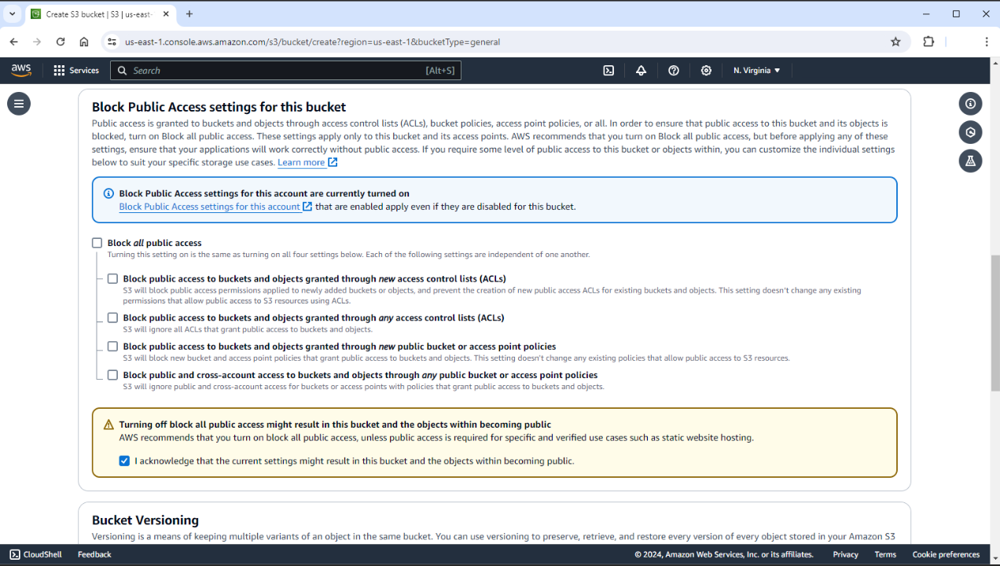 Create S3 bucket | S3 | us-east-
us-east-1.console.aws.amazon.com/s3/bucket/create?region=us-east-1&bucketType=general
aws
Services
Search
[Alt+S]
N. Virginia
Block Public Access settings for this bucket
Public access is granted to buckets and objects through access control lists (ACLs), bucket policies, access point policies, or all. In order to ensure that public access to this bucket and its objects is
blocked, turn on Block all public access. These settings apply only to this bucket and its access points. AWS recommends that you turn on Block all public access, but before applying any of these
settings, ensure that your applications will work correctly without public access. If you require some level of public access to this bucket or objects within, you can customize the individual settings
below to suit your specific storage use cases. Learn more
Block Public Access settings for this account are currently turned on
Block Public Access settings for this account that are enabled apply even if they are disabled for this bucket.
Block all public access
Turning this setting on is the same as turning on all four settings below. Each of the following settings are independent of one another.
Block public access to buckets and objects granted through new access control lists (ACLs)
S3 will block public access permissions applied to newly added buckets or objects, and prevent the creation of new public access ACLs for existing buckets and objects. This setting doesn't change any existing
permissions that allow public access to S3 resources using ACLs.
Block public access to buckets and objects granted through any access control lists (ACLs)
S3 will ignore all ACLs that grant public access to buckets and objects.
Block public access to buckets and objects granted through new public bucket or access point policies
S3 will block new bucket and access point policies that grant public access to buckets and objects. This setting doesn't change any existing policies that allow public access to S3 resources.
Block public and cross-account access to buckets and objects through any public bucket or access point policies
S3 will ignore public and cross-account access for buckets or access points with policies that grant public access to buckets and objects.
Turning off block all public access might result in this bucket and the objects within becoming public
AWS recommends that you turn on block all public access, unless public access is required for specific and verified use cases such as static website hosting.
I acknowledge that the current settings might result in this bucket and the objects within becoming public.
Bucket Versioning
Versioning is a means of keeping multiple variants of an object in the same bucket. You can use versioning to preserve, retrieve, and restore every version of every object stored in your Amazon S3
CloudShell
Feedback
© 2024, Amazon Web Services, Inc. or its affiliates.
Privacy
Terms
Cookie preferences